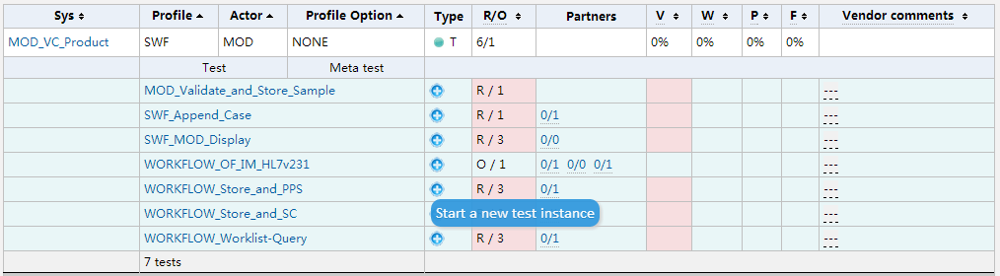 Sys Profile Actor Profile Option Type R/O Partners V W P F Vendor comments
MOD_VC_Product SWF MOD NONE T 6/1 0% 0% 0% 0%
Test Meta test
MOD_Validate_and_Store_Sample R / 1 ---
SWF_Append_Case R / 1 0/1 ---
SWF_MOD_Display R / 3 0/0 ---
WORKFLOW_OF_IM_HL7v231 O / 1 0/1 0/0 0/1 ---
WORKFLOW_Store_and_PPS R / 3 0/1 ---
WORKFLOW_Store_and_SC Start a new test instance ---
WORKFLOW_Worklist-Query R / 3 0/1 ---
7 tests